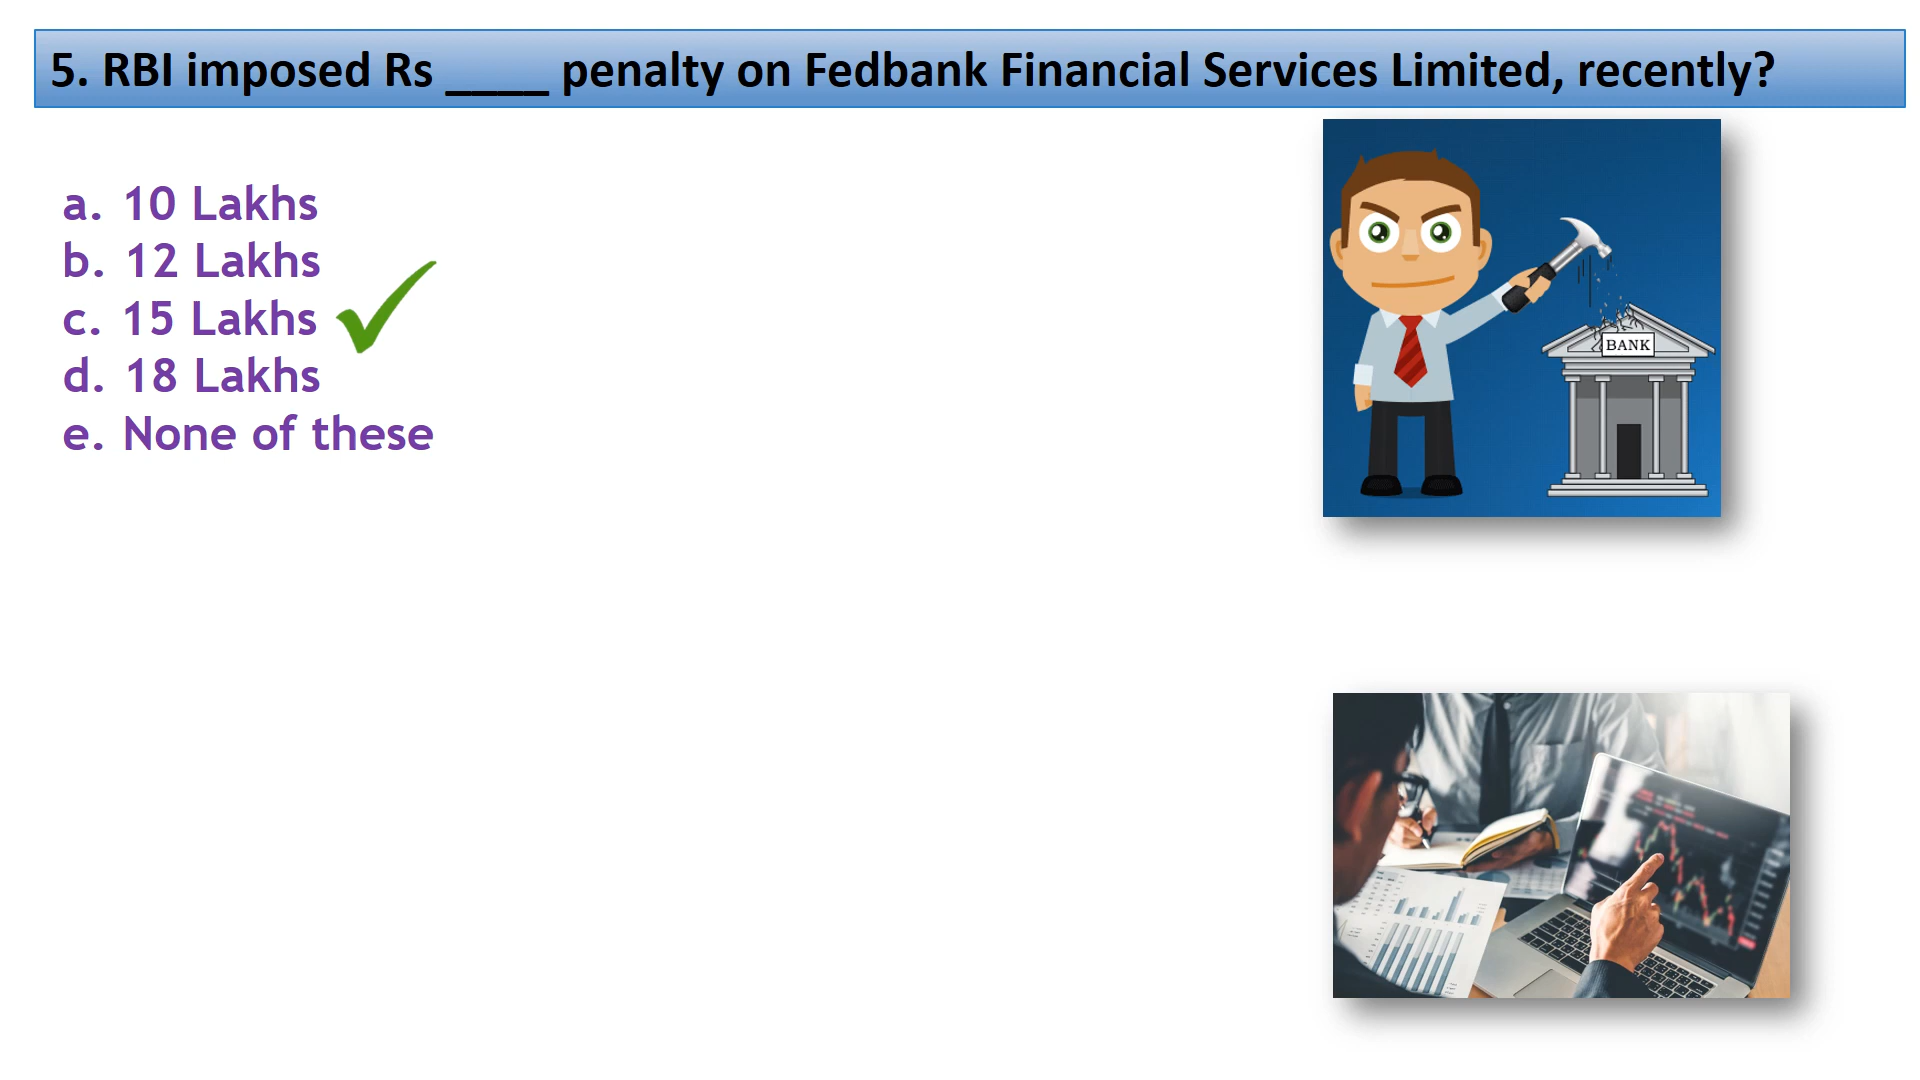 5. RBI imposed Rs ____ penalty on Fedbank Financial Services Limited, recently?
a. 10 Lakhs
b. 12 Lakhs
c. 15 Lakhs
d. 18 Lakhs
e. None of these
BANK